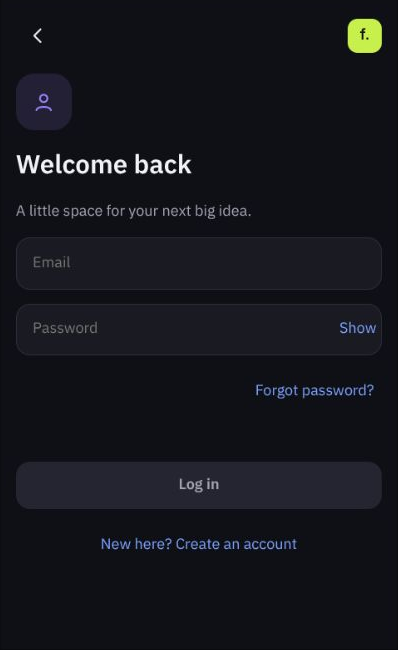 f.
Welcome back
A little space for your next big idea.
Email
Password Show
Forgot password?
Log in
New here? Create an account